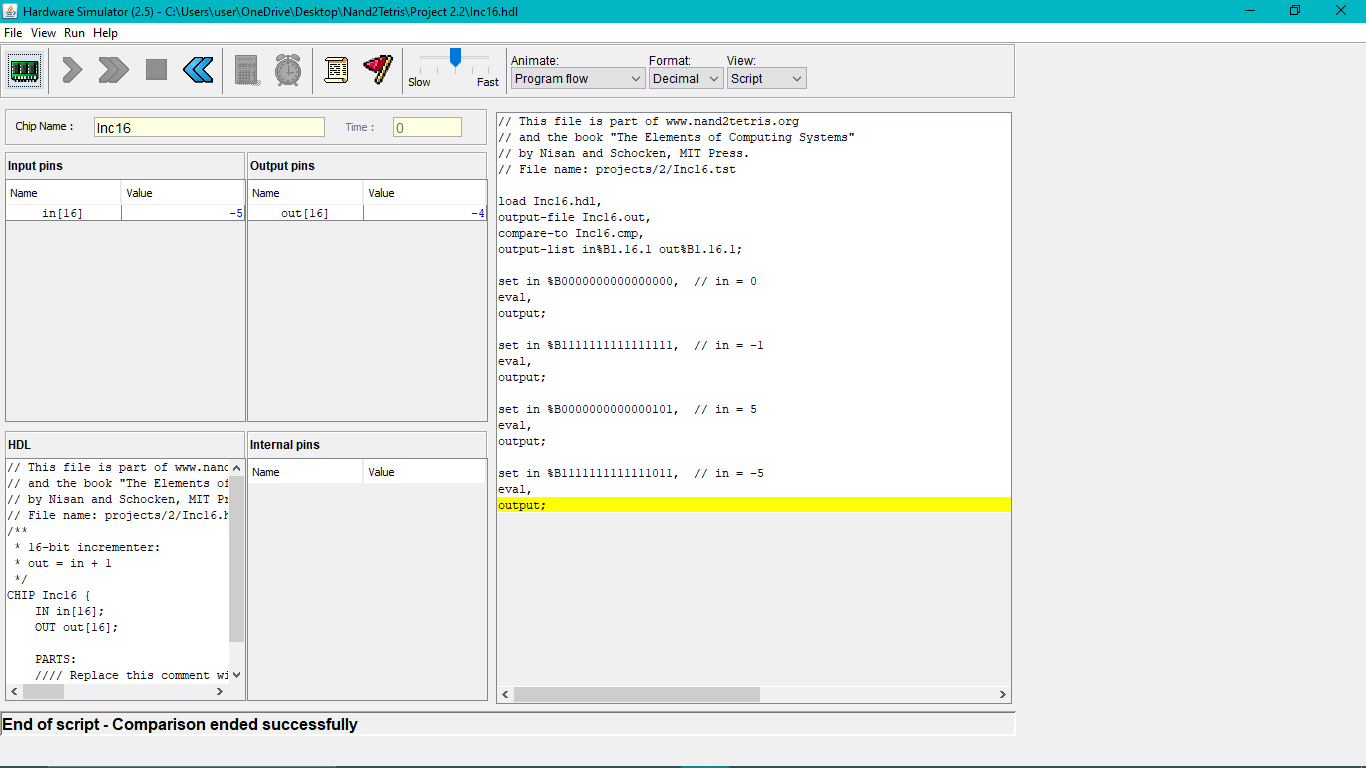 Hardware Simulator (2.5) - C:\Users\user\OneDrive\Desktop\Nand2Tetris\Project 2.2\Inc16.hdl
File View Run Help
Slow Fast
Animate: Format: View:
Program flow Decimal Script
Chip Name : Inc16 Time : 0
Input pins
Name Value
in[16] -5
Output pins
Name Value
out[16] -4
HDL
// This file is part of www.nand
// and the book "The Elements of
// by Nisan and Schocken, MIT Pr
// File name: projects/2/Inc16.h
/**
* 16-bit incrementer:
* out = in + 1
*/
CHIP Inc16 {
IN in[16];
OUT out[16];
PARTS:
//// Replace this comment wi
Internal pins
Name Value
// This file is part of www.nand2tetris.org
// and the book "The Elements of Computing Systems"
// by Nisan and Schocken, MIT Press.
// File name: projects/2/Inc16.tst
load Inc16.hdl,
output-file Inc16.out,
compare-to Inc16.cmp,
output-list in%B1.16.1 out%B1.16.1;
set in %B0000000000000000, // in = 0
eval,
output;
set in %B1111111111111111, // in = -1
eval,
output;
set in %B0000000000000101, // in = 5
eval,
output;
set in %B1111111111111011, // in = -5
eval,
output;
End of script - Comparison ended successfully